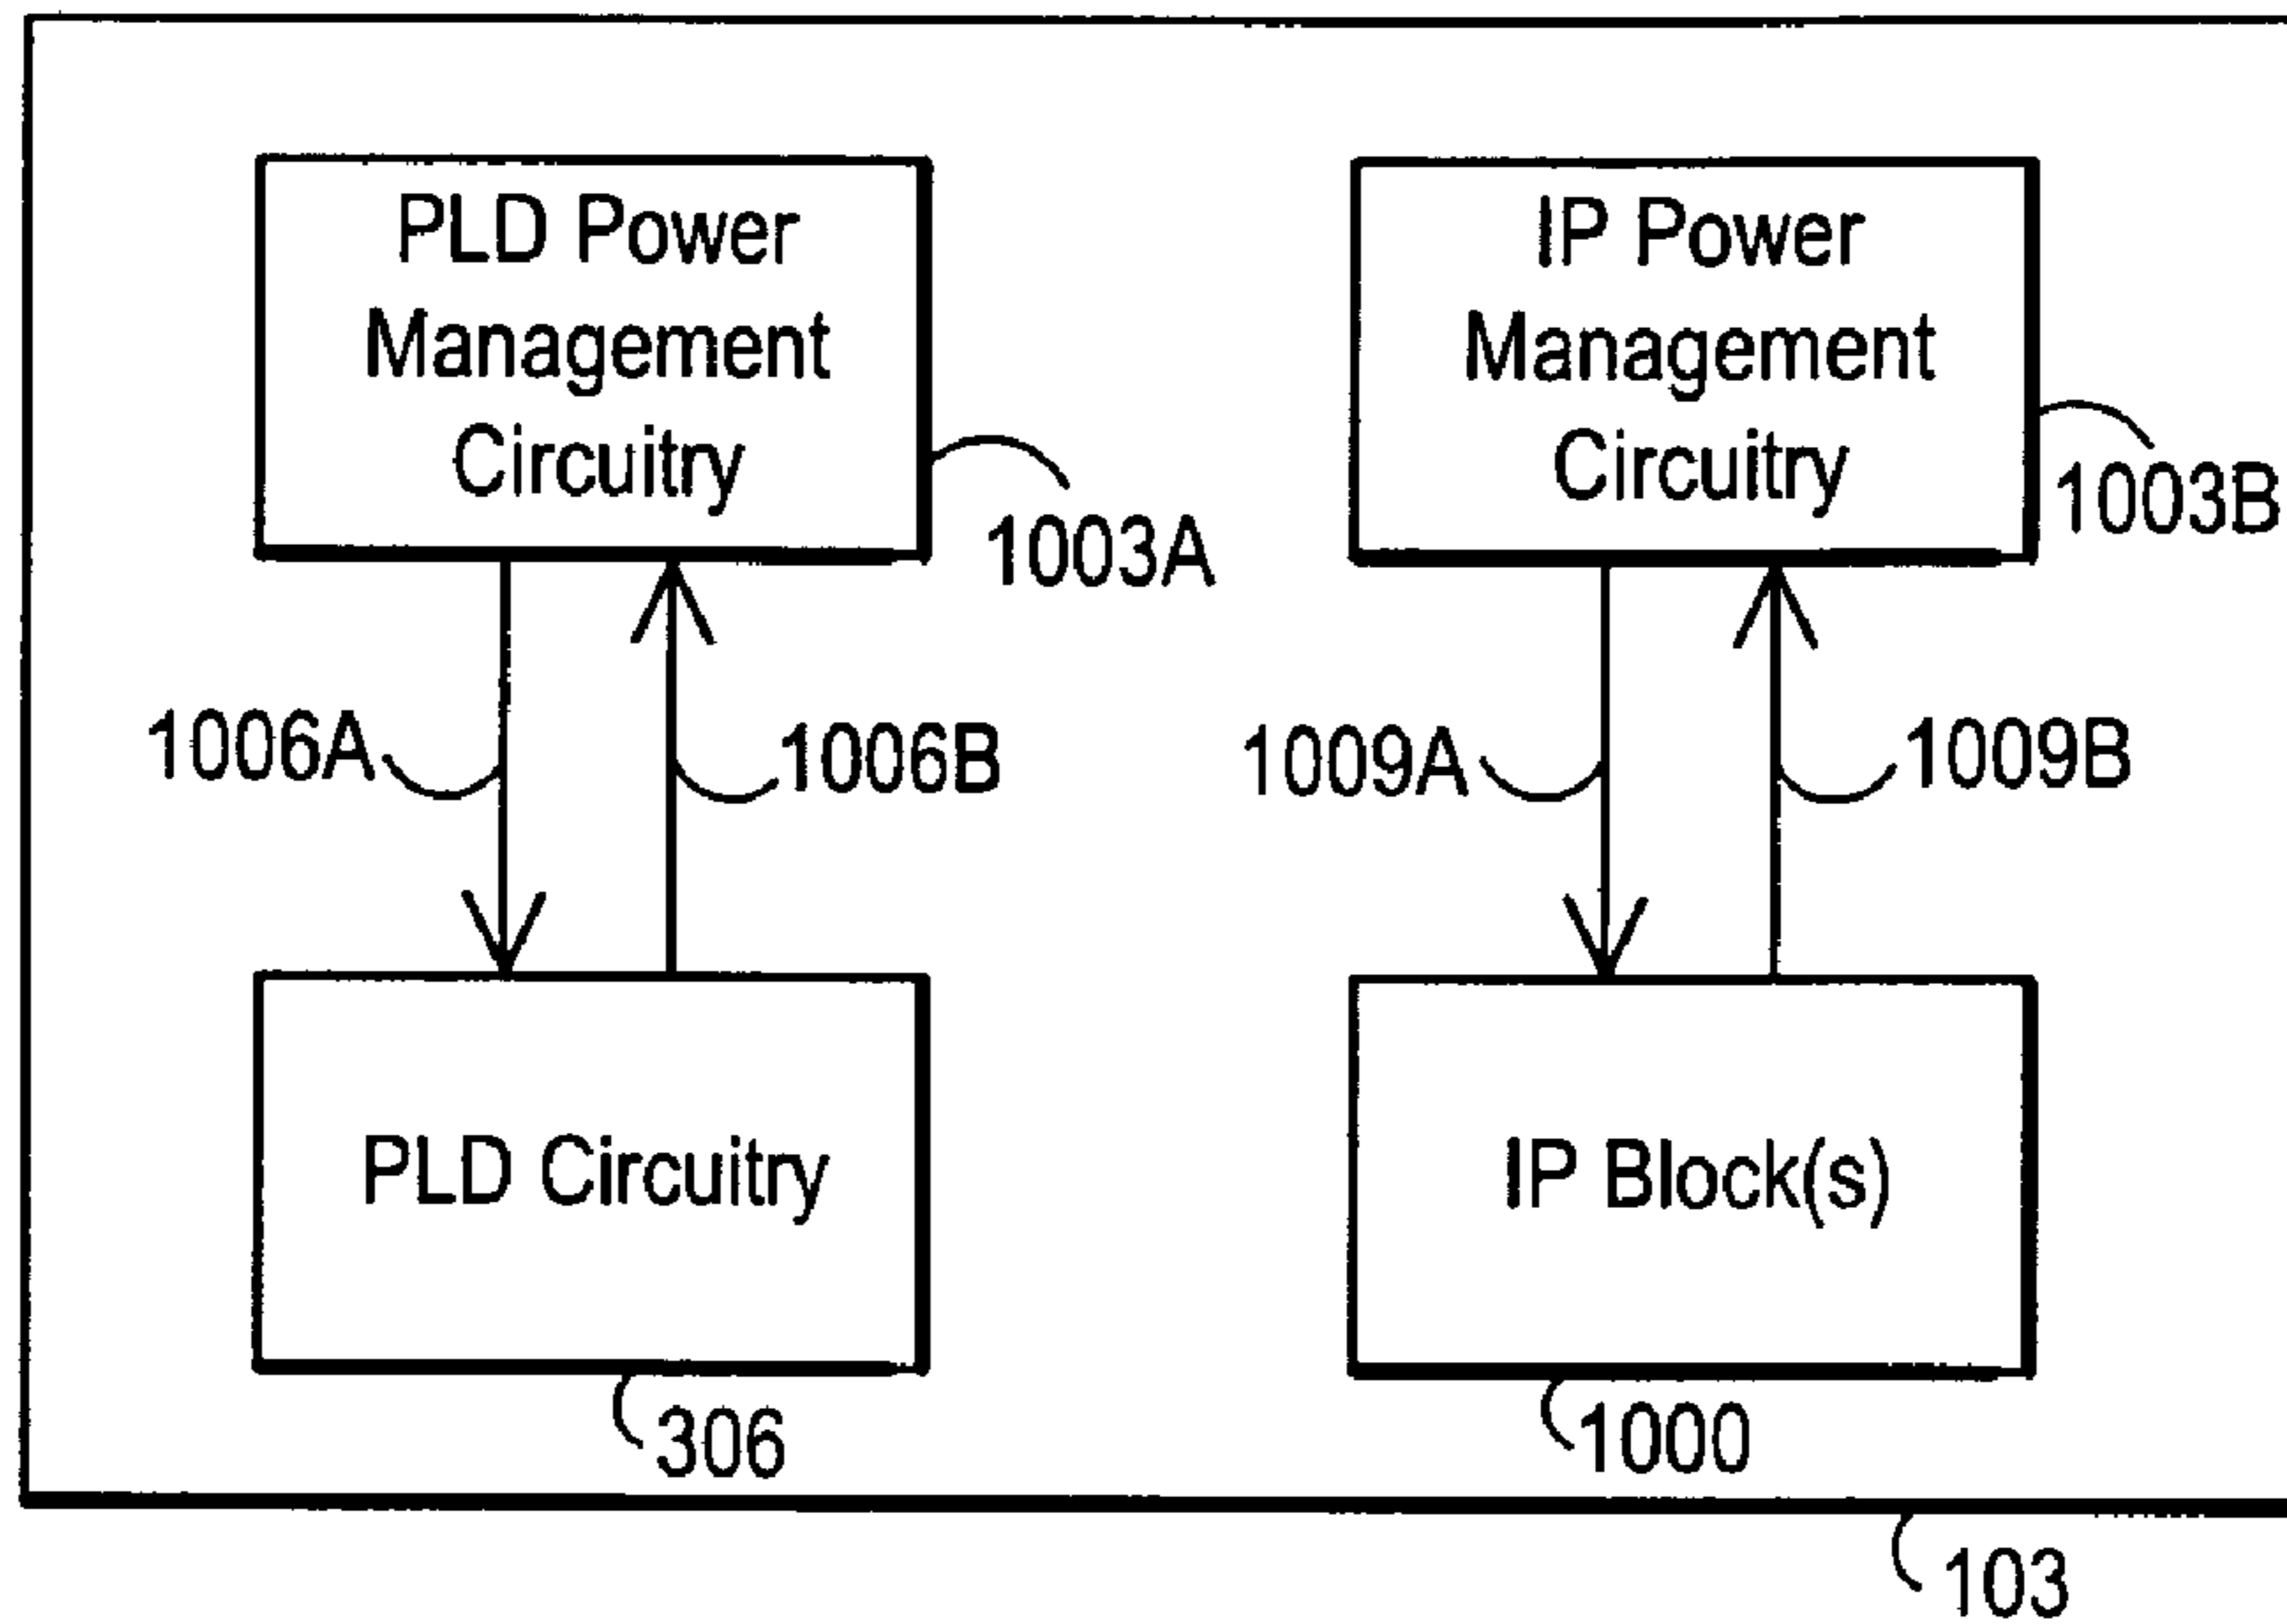 PLD Power
Management
Circuitry
1003A
IP Power
Management
Circuitry
1003B
1006A
1006B
1009A
1009B
PLD Circuitry
306
IP Block(s)
1000
103